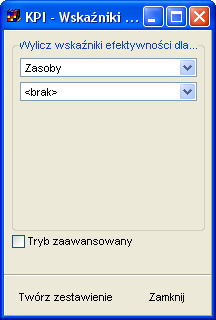 KPI - Wskaźniki ...
Wylicz wskaźniki efektywności dla...
Zasoby
<brak>
Tryb zaawansowany
Twórz zestawienie
Zamknij